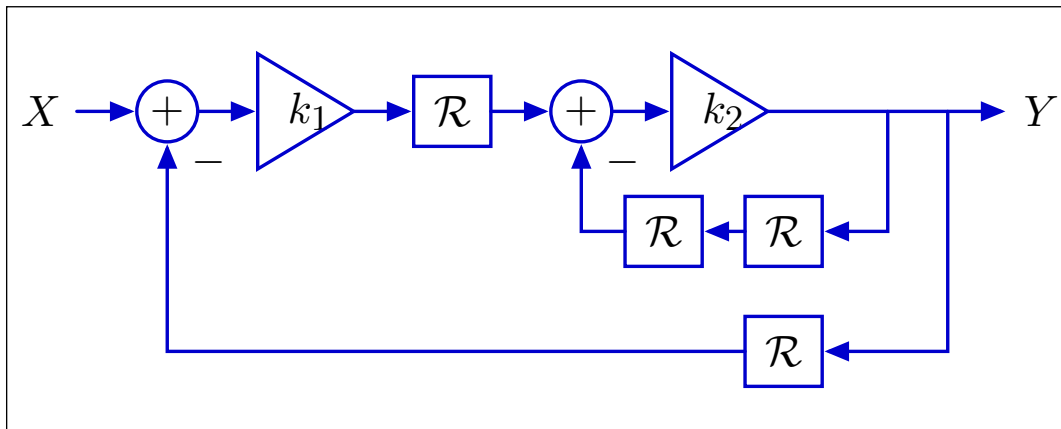 X + k₁ ℛ + k₂ Y
− −
ℛ ℛ
ℛ